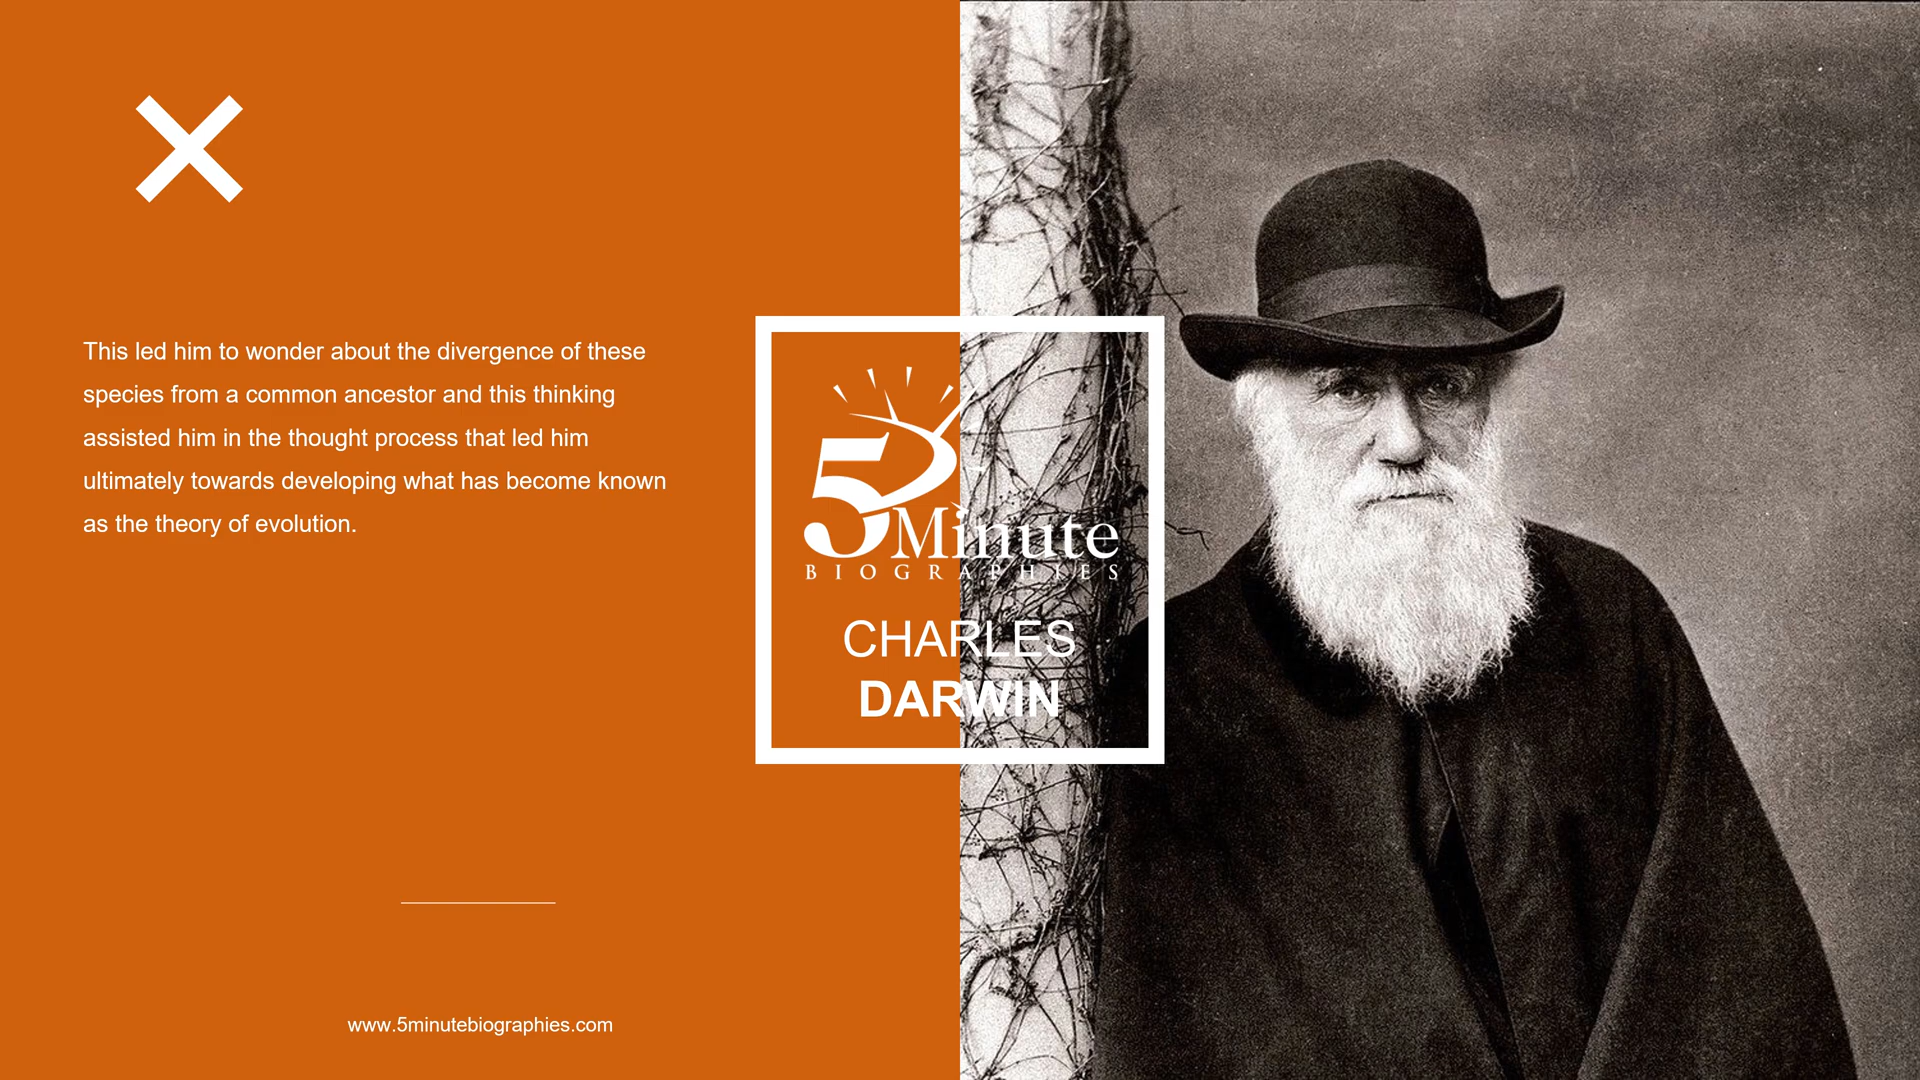 This led him to wonder about the divergence of these
species from a common ancestor and this thinking
assisted him in the thought process that led him
ultimately towards developing what has become known
as the theory of evolution.
5 Minute
BIOGRAPHIES
CHARLES
DARWIN
www.5minutebiographies.com